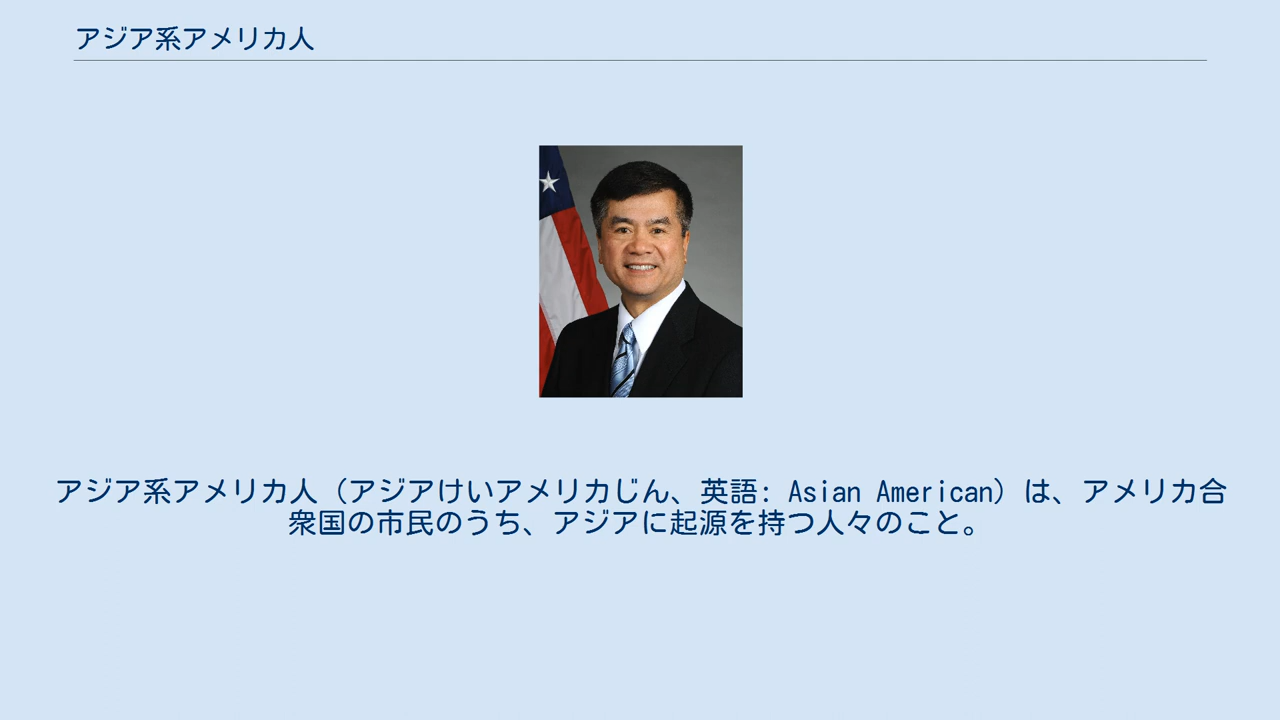 アジア系アメリカ人
アジア系アメリカ人（アジアけいアメリカじん、英語: Asian American）は、アメリカ合
衆国の市民のうち、アジアに起源を持つ人々のこと。